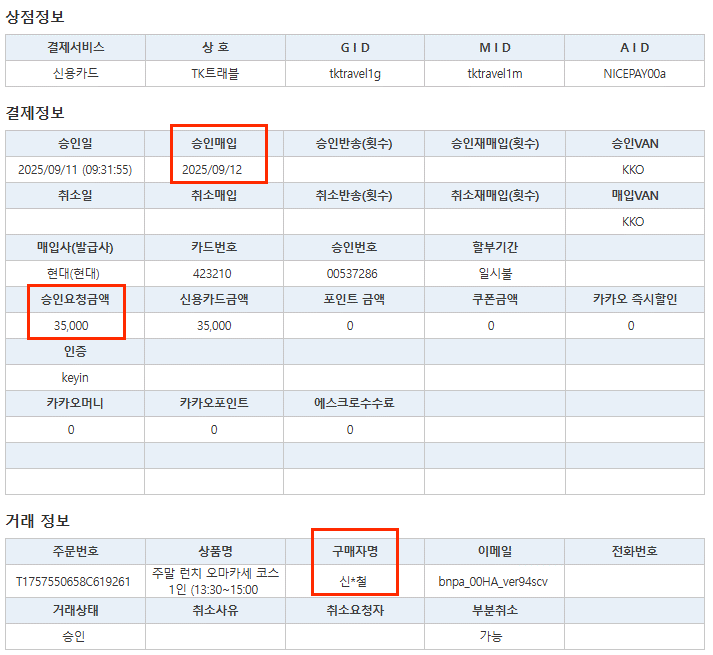 상점정보
결제서비스 상 호 G I D M I D A I D
신용카드 TK트래블 tktravel1g tktravel1m NICEPAY00a
결제정보
승인일 승인매입 승인반송(횟수) 승인재매입(횟수) 승인VAN
2025/09/11 (09:31:55) 2025/09/12 KKO
취소일 취소매입 취소반송(횟수) 취소재매입(횟수) 매입VAN
KKO
매입사(발급사) 카드번호 승인번호 할부기간
현대(현대) 423210 00537286 일시불
승인요청금액 신용카드금액 포인트 금액 쿠폰금액 카카오 즉시할인
35,000 35,000 0 0 0
인증
keyin
카카오머니 카카오포인트 에스크로수수료
0 0 0
거래 정보
주문번호 상품명 구매자명 이메일 전화번호
T1757550658C619261 주말 런치 오마카세 코스 신*철 bnpa_00HA_ver94scv
1인 (13:30~15:00
거래상태 취소사유 취소요청자 부분취소
승인 가능